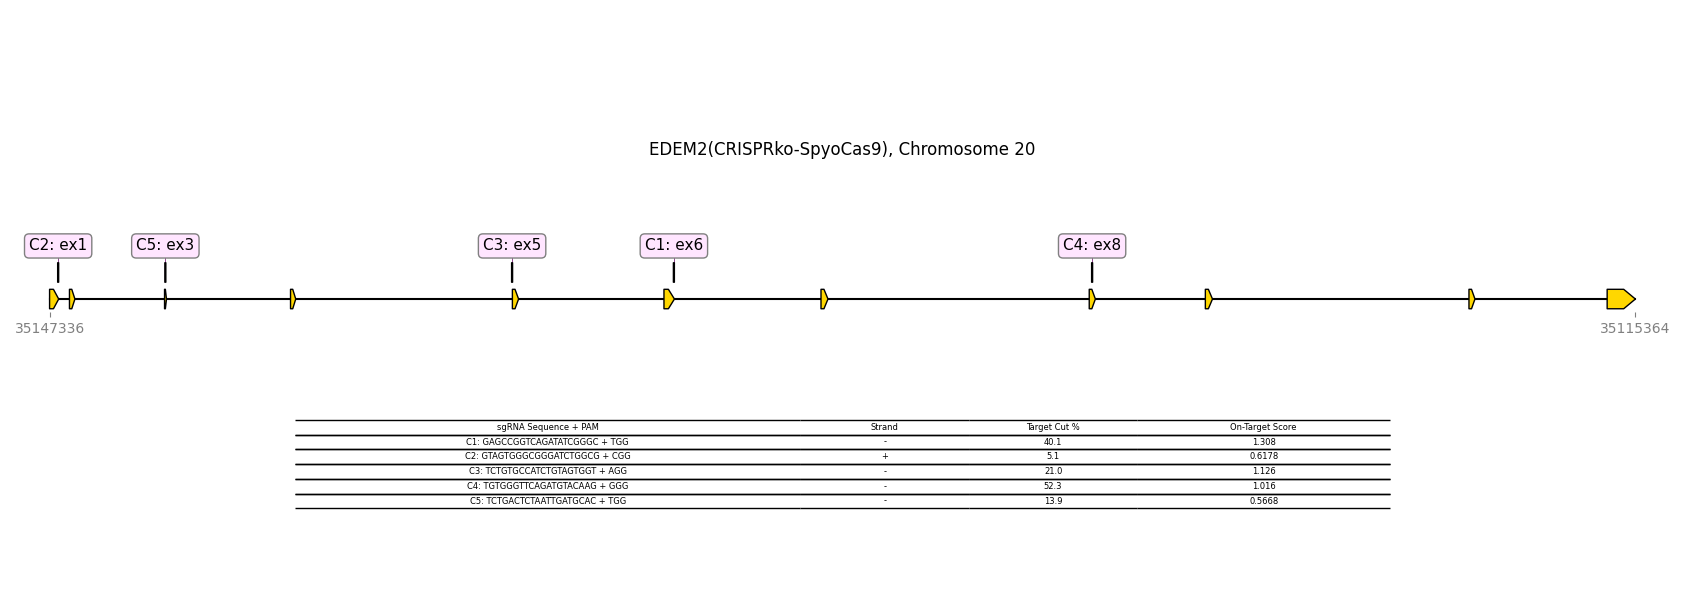 EDEM2(CRISPRko-SpyoCas9), Chromosome 20
C2: ex1 C5: ex3 C3: ex5 C1: ex6 C4: ex8
35147336 35115364
sgRNA Sequence + PAM Strand Target Cut % On-Target Score
C1: GAGCCGGTCAGATATCGGGC + TGG - 40.1 1.308
C2: GTAGTGGGCGGGATCTGGCG + CGG + 5.1 0.6178
C3: TCTGTGCCATCTGTAGTGGT + AGG - 21.0 1.126
C4: TGTGGGTTCAGATGTACAAG + GGG - 52.3 1.016
C5: TCTGACTCTAATTGATGCAC + TGG - 13.9 0.5668